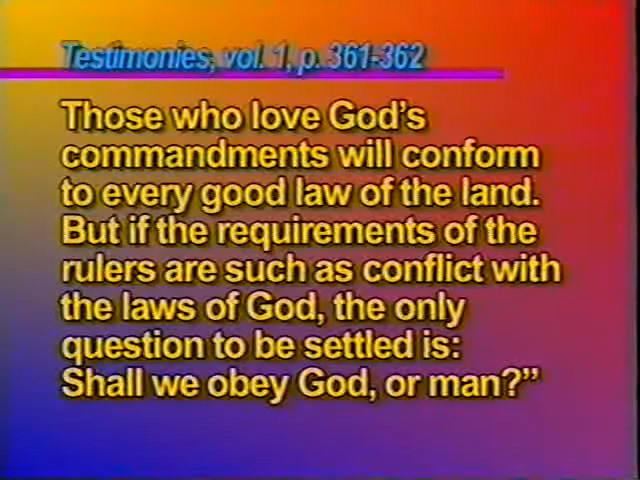 Testimonies, vol. 1, p. 361-362
Those who love God's
commandments will conform
to every good law of the land.
But if the requirements of the
rulers are such as conflict with
the laws of God, the only
question to be settled is:
Shall we obey God, or man?”